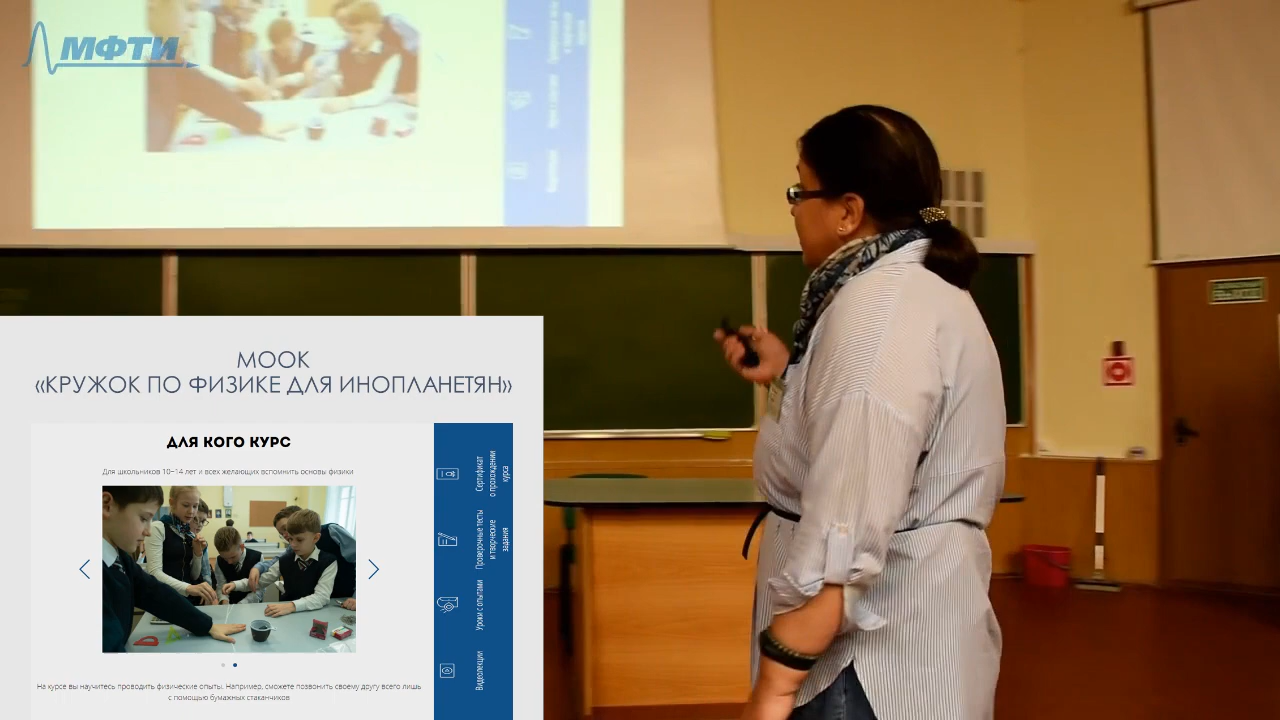 МФТИ
МООК
«КРУЖОК ПО ФИЗИКЕ ДЛЯ ИНОПЛАНЕТЯН»
ДЛЯ КОГО КУРС
Для школьников 10–14 лет и всех желающих вспомнить основы физики
Сертификат
о прохождении
курса
Проверочные тесты
и творческие
задания
Уроки с опытами
Видеолекции
На курсе вы научитесь проводить физические опыты. Например, сможете позвонить своему другу всего лишь
с помощью бумажных стаканчиков